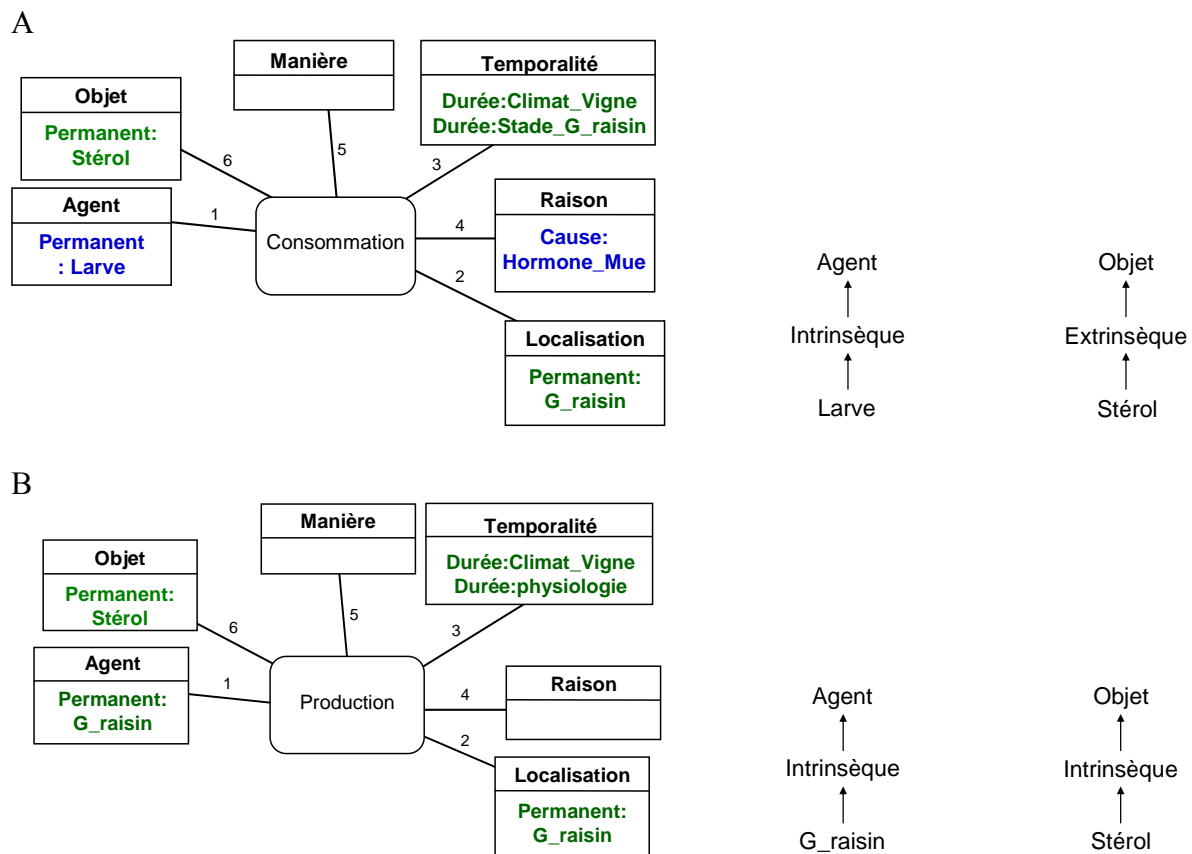 A
Manière
Temporalité
Durée:Climat_Vigne
Durée:Stade_G_raisin
Objet
Permanent:
Stérol
6
5
3
Agent
Permanent
: Larve
1
Consommation
4
Raison
Cause:
Hormone_Mue
2
Localisation
Permanent:
G_raisin
Agent
Intrinsèque
Larve
Objet
Extrinsèque
Stérol
B
Manière
Temporalité
Durée:Climat_Vigne
Durée:physiologie
Objet
Permanent:
Stérol
6
5
3
Agent
Permanent:
G_raisin
1
Production
4
Raison
2
Localisation
Permanent:
G_raisin
Agent
Intrinsèque
G_raisin
Objet
Intrinsèque
Stérol